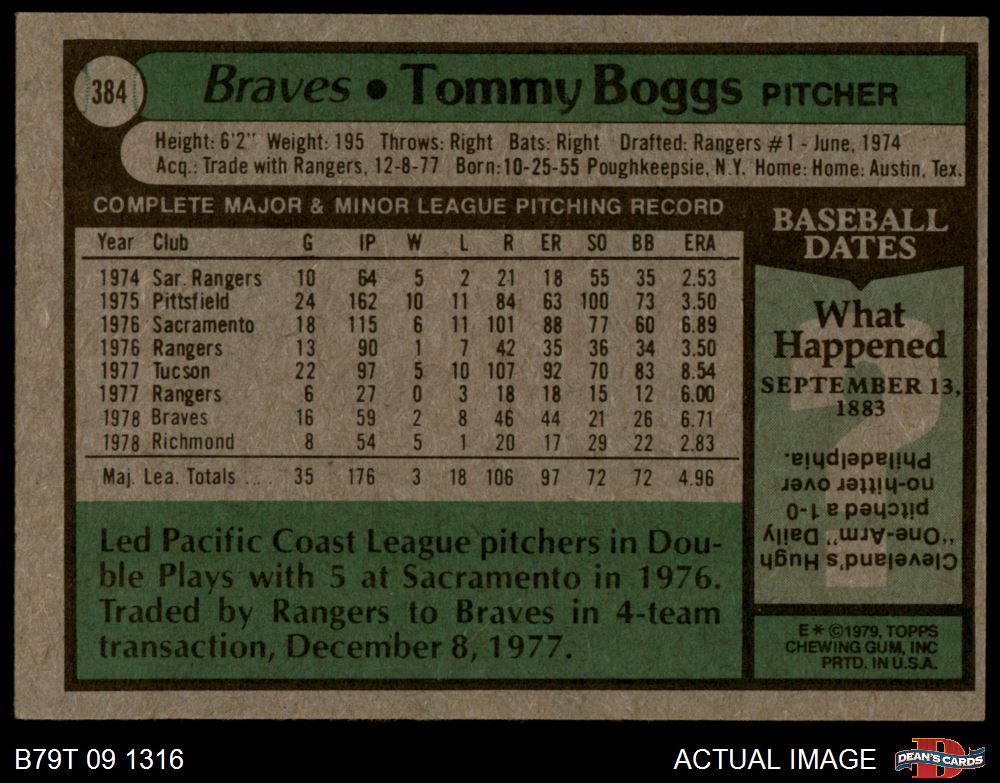 384
Braves • Tommy Boggs PITCHER
Height: 6'2" Weight: 195 Throws: Right Bats: Right Drafted: Rangers #1 - June, 1974
Acq.: Trade with Rangers, 12-8-77 Born: 10-25-55 Poughkeepsie, N.Y. Home: Home: Austin, Tex.
COMPLETE MAJOR & MINOR LEAGUE PITCHING RECORD
Year Club G IP W L R ER SO BB ERA
1974 Sar. Rangers 10 64 5 2 21 18 55 35 2.53
1975 Pittsfield 24 162 10 11 84 63 100 73 3.50
1976 Sacramento 18 115 6 11 101 88 77 60 6.89
1976 Rangers 13 90 1 7 42 35 36 34 3.50
1977 Tucson 22 97 5 10 107 92 70 83 8.54
1977 Rangers 6 27 0 3 18 18 15 12 6.00
1978 Braves 16 59 2 8 46 44 21 26 6.71
1978 Richmond 8 54 5 1 20 17 29 22 2.83
Maj. Lea. Totals ... 35 176 3 18 106 97 72 72 4.96
Led Pacific Coast League pitchers in Dou-
ble Plays with 5 at Sacramento in 1976.
Traded by Rangers to Braves in 4-team
transaction, December 8, 1977.
BASEBALL
DATES
What
Happened
SEPTEMBER 13,
1883
?
Cleveland's Hugh
"One-Arm" Daily
pitched a 1-0
no-hitter over
Philadelphia.
E✻©1979, TOPPS
CHEWING GUM, INC
PRTD. IN U.S.A.
B79T 09 1316
ACTUAL IMAGE
D
DEAN'S CARDS